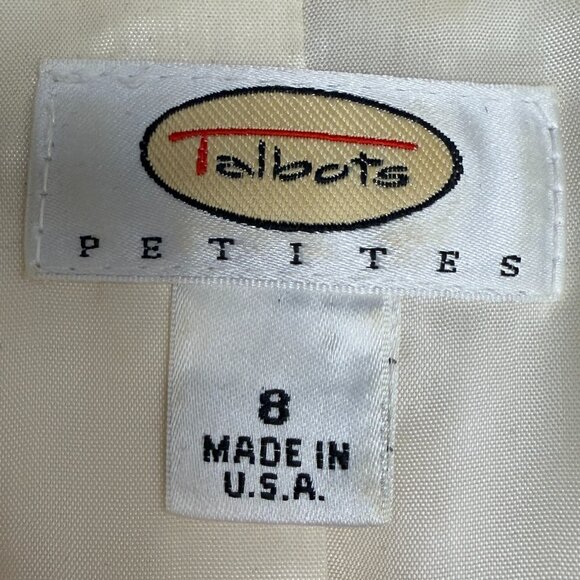 Talbots
PETITES
8
MADE IN
U.S.A.